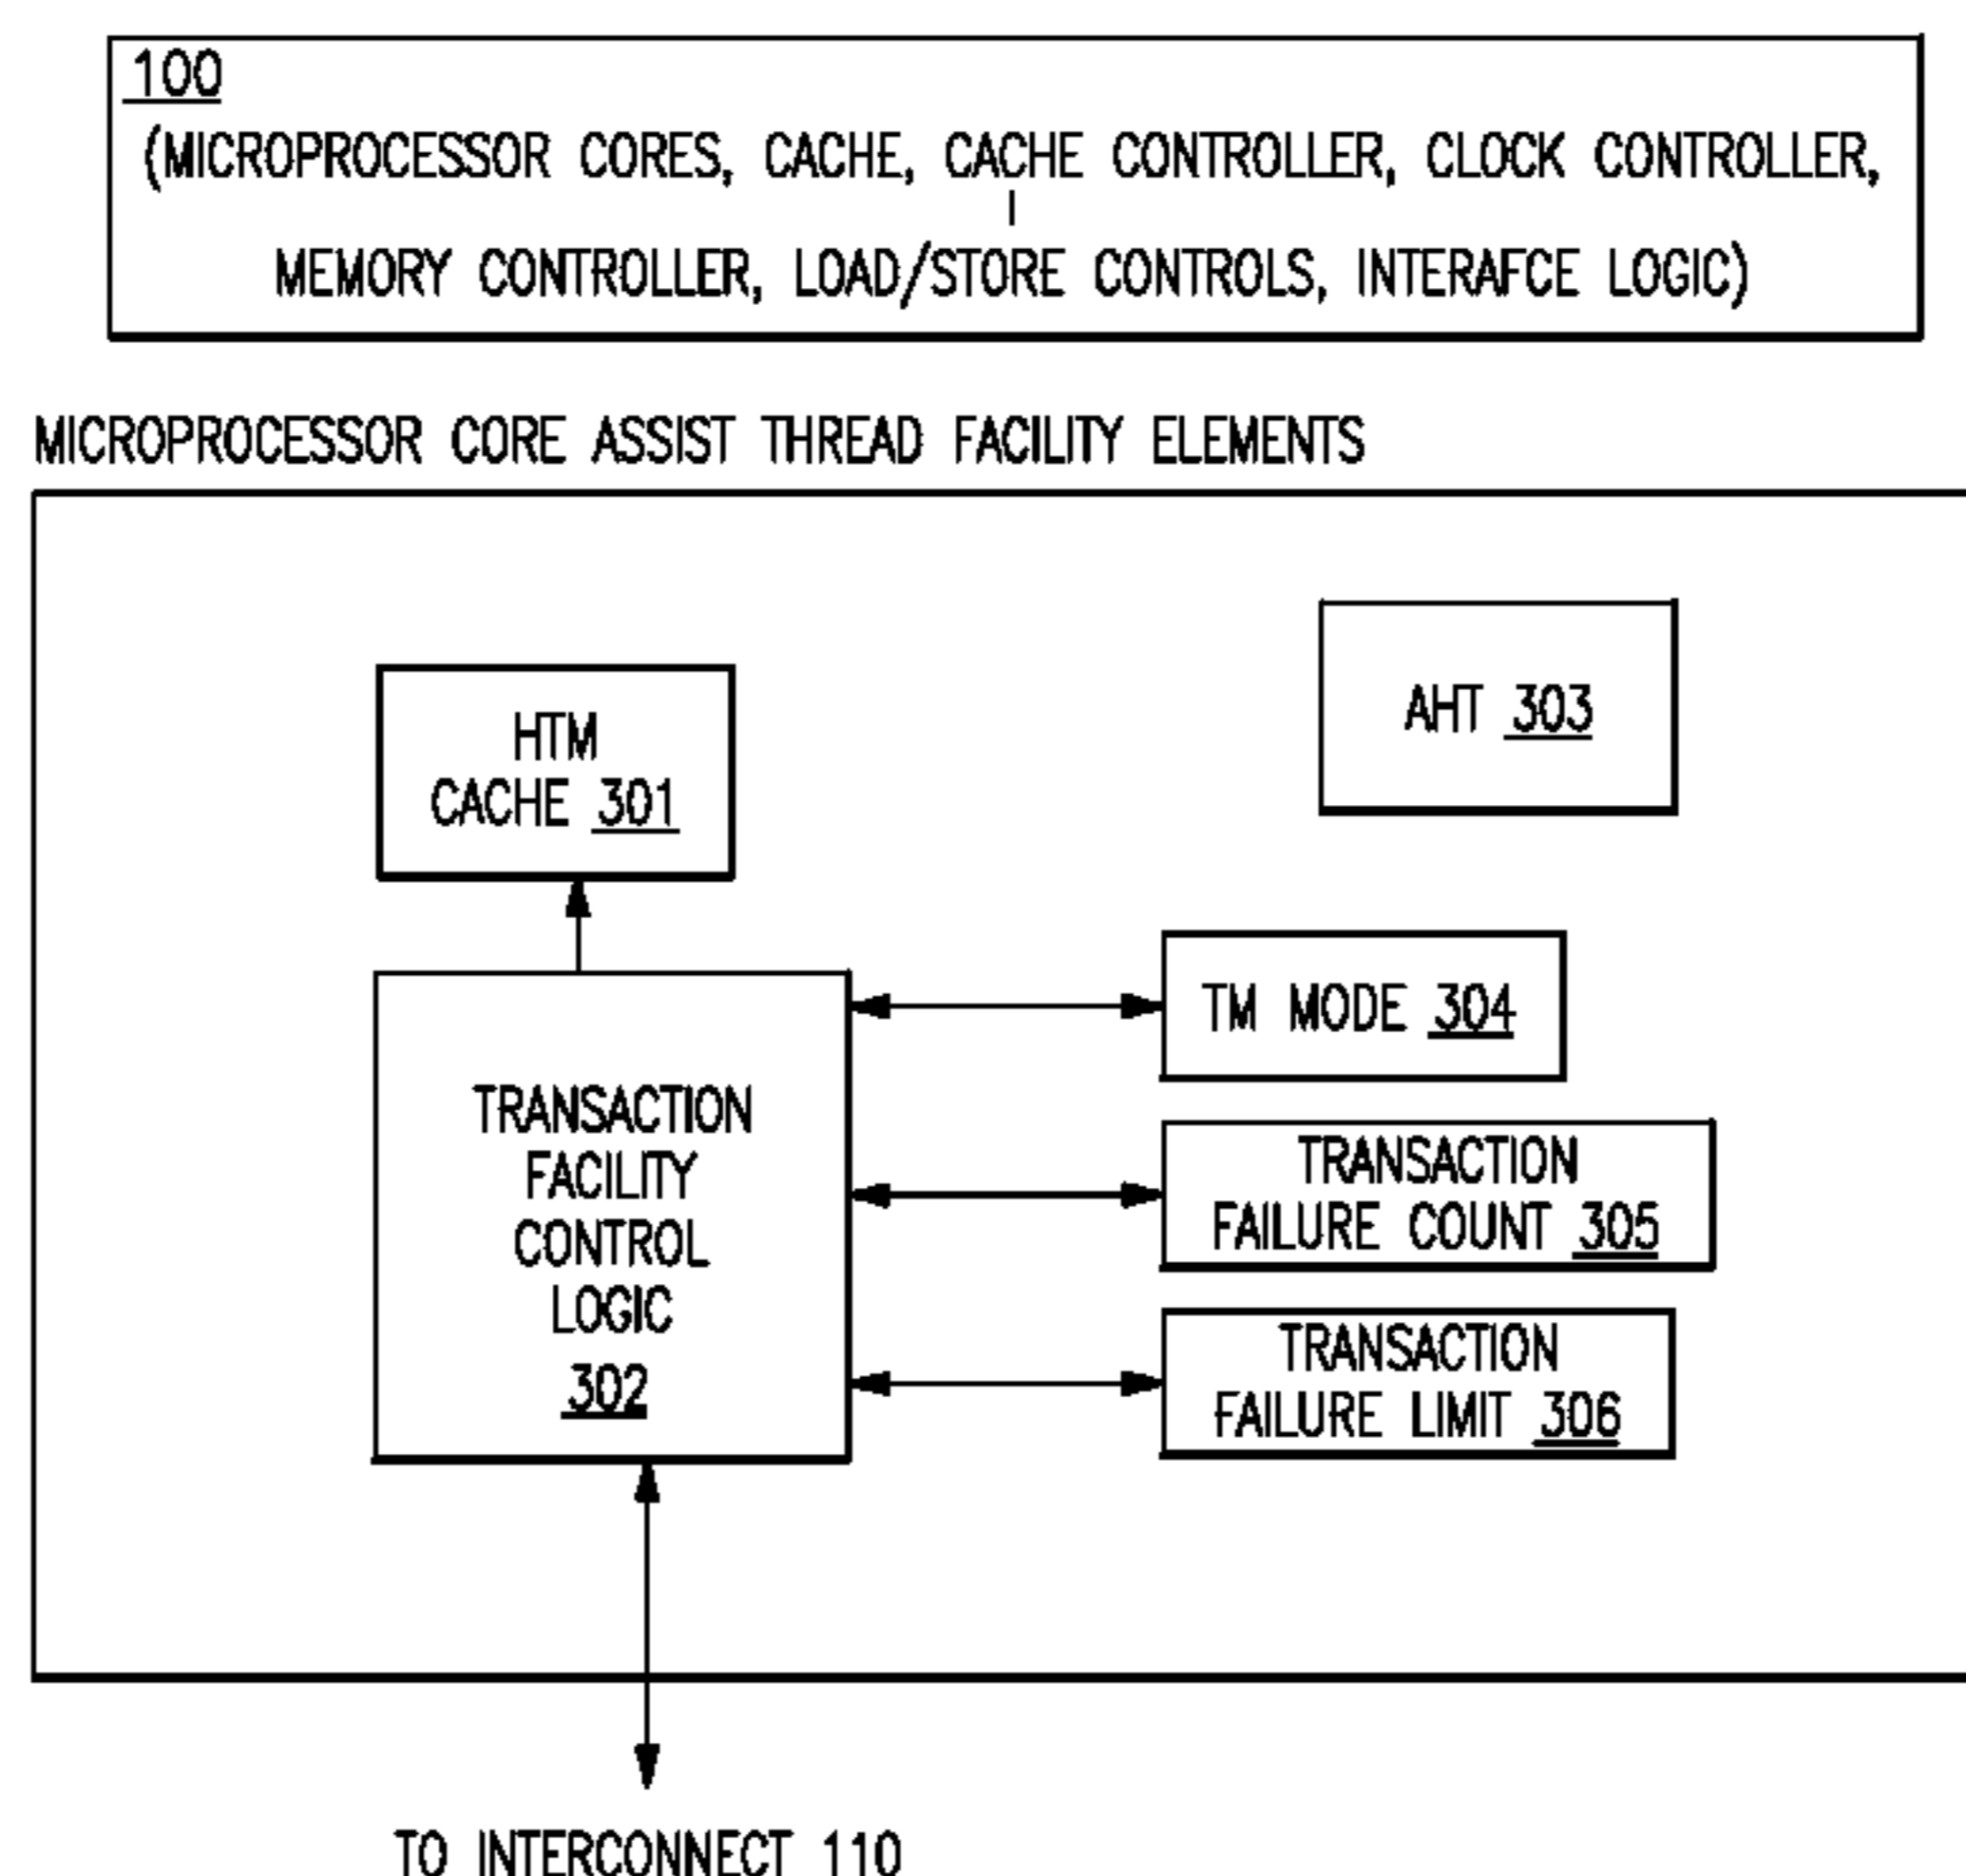 100
(MICROPROCESSOR CORES, CACHE, CACHE CONTROLLER, CLOCK CONTROLLER,
MEMORY CONTROLLER, LOAD/STORE CONTROLS, INTERAFCE LOGIC)
MICROPROCESSOR CORE ASSIST THREAD FACILITY ELEMENTS
AHT 303
HTM
CACHE 301
TM MODE 304
TRANSACTION
FACILITY
CONTROL
LOGIC
302
TRANSACTION
FAILURE COUNT 305
TRANSACTION
FAILURE LIMIT 306
TO INTERCONNECT 110